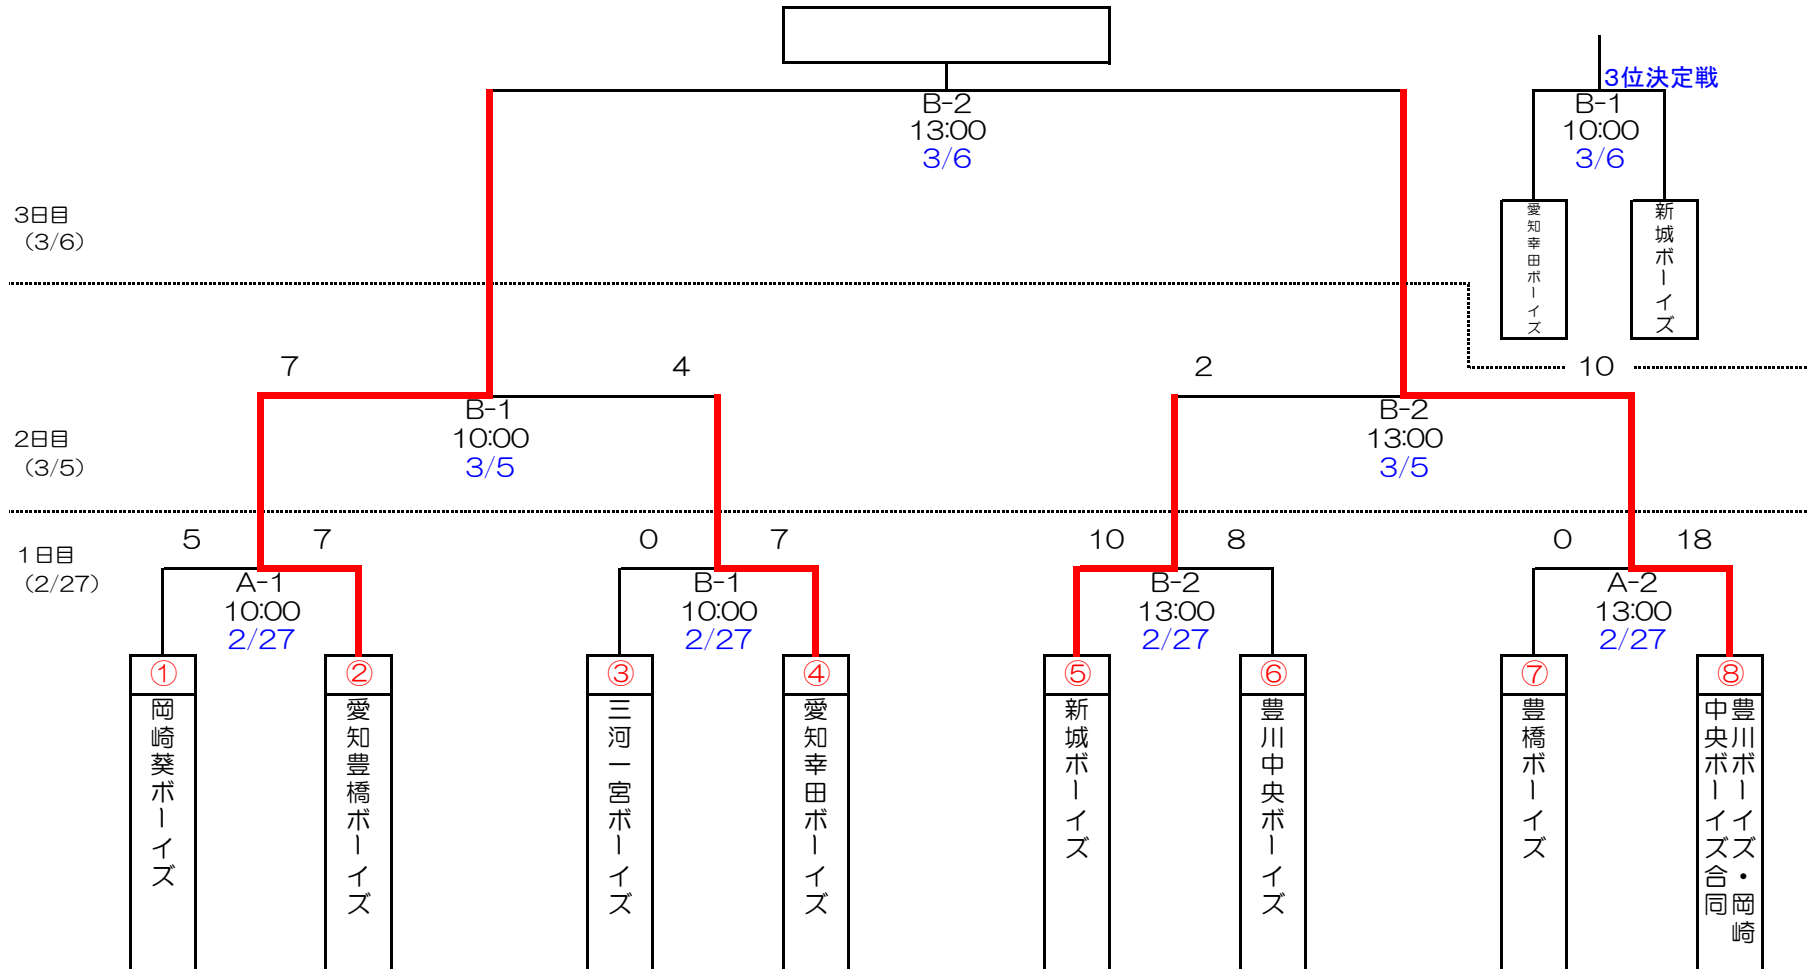 3位決定戦
B-2
13:00
3/6
B-1
10:00
3/6
3日目
（3/6）
愛知幸田ボーイズ
新城ボーイズ
7
4
2
10
B-1
10:00
3/5
B-2
13:00
3/5
2日目
（3/5）
5
7
0
7
10
8
0
18
1日目
（2/27）
A-1
10:00
2/27
B-1
10:00
2/27
B-2
13:00
2/27
A-2
13:00
2/27
①
岡崎葵ボーイズ
②
愛知豊橋ボーイズ
③
三河一宮ボーイズ
④
愛知幸田ボーイズ
⑤
新城ボーイズ
⑥
豊川中央ボーイズ
⑦
豊橋ボーイズ
⑧
豊川ボーイズ・岡崎
中央ボーイズ合同